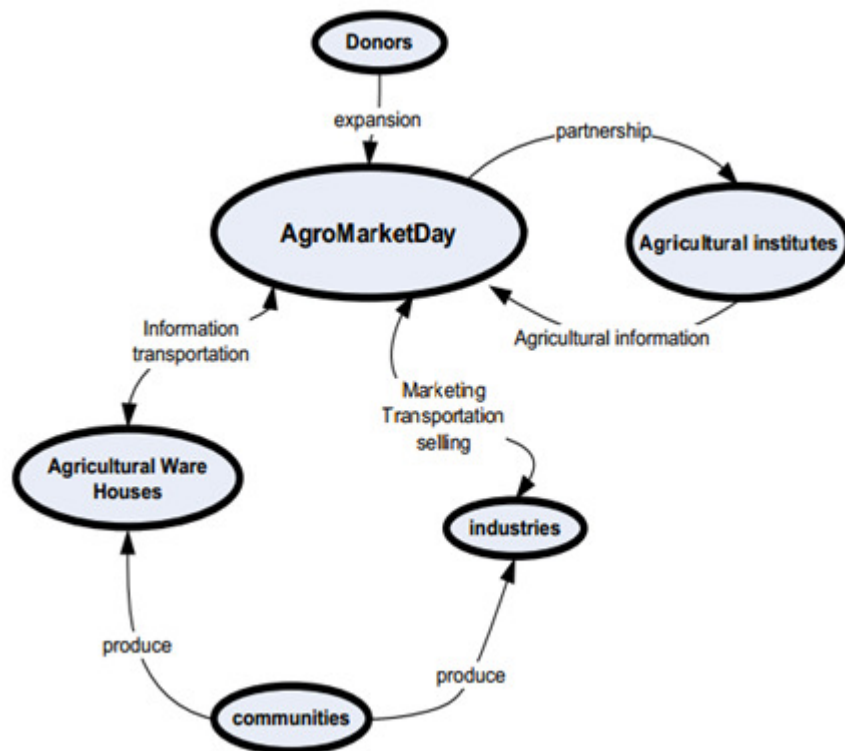 Donors
expansion
partnership
AgroMarketDay
Agricultural institutes
Information
transportation
Agricultural information
Marketing
Transportation
selling
Agricultural Ware
Houses
industries
produce
produce
communities